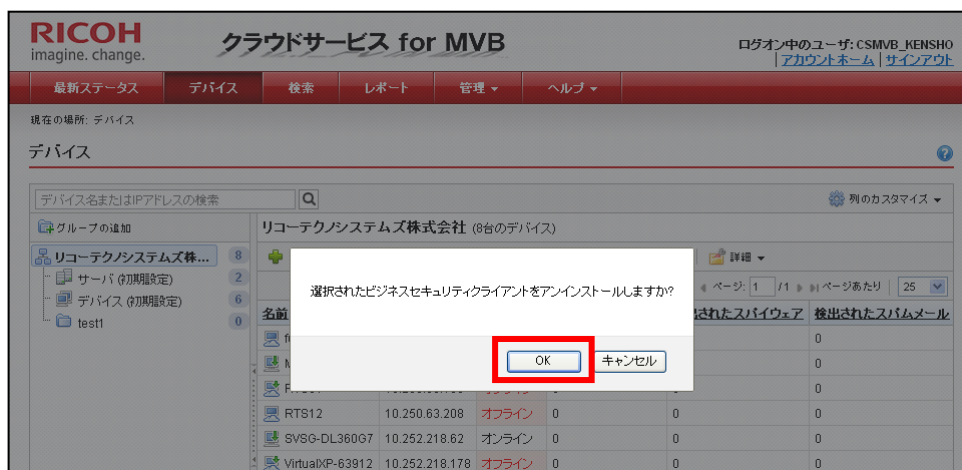 RICOH
imagine. change.
クラウドサービス for MVB
ログオン中のユーザ: CSMVB_KENSHO
| アカウントホーム | サインアウト
最新ステータス デバイス 検索 レポート 管理 ヘルプ
現在の場所: デバイス
デバイス
デバイス名またはIPアドレスの検索
列のカスタマイズ
グループの追加
リコーテクノシステムズ株式会社 (8台のデバイス)
リコーテクノシステムズ株... 8
詳細
サーバ (初期設定) 2
ページ: 1 /1 ページあたり 25
デバイス (初期設定) 6
test1 0
選択されたビジネスセキュリティクライアントをアンインストールしますか?
OK キャンセル
名前 されたスパイウェア 検出されたスパムメール
0
0
0
RTS12 10.250.63.208 オフライン 0 0 0
SVSG-DL360G7 10.252.218.62 オンライン 0 0 0
VirtualXP-63912 10.252.218.178 オフライン 0 0 0